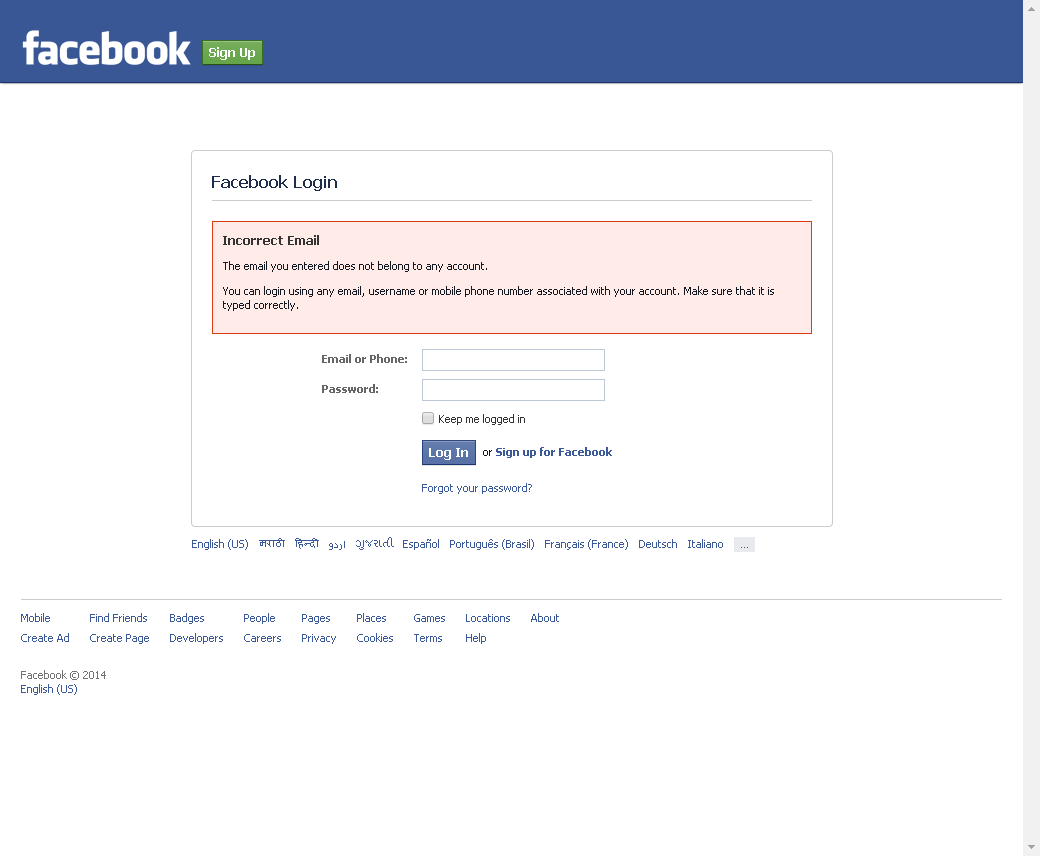 facebook Sign Up
Facebook Login
Incorrect Email
The email you entered does not belong to any account.
You can login using any email, username or mobile phone number associated with your account. Make sure that it is
typed correctly.
Email or Phone:
Password:
Keep me logged in
Log In or Sign up for Facebook
Forgot your password?
English (US) मराठी हिन्दी اردو ગુજરાતી Español Português (Brasil) Français (France) Deutsch Italiano ...
Mobile Find Friends Badges People Pages Places Games Locations About
Create Ad Create Page Developers Careers Privacy Cookies Terms Help
Facebook © 2014
English (US)